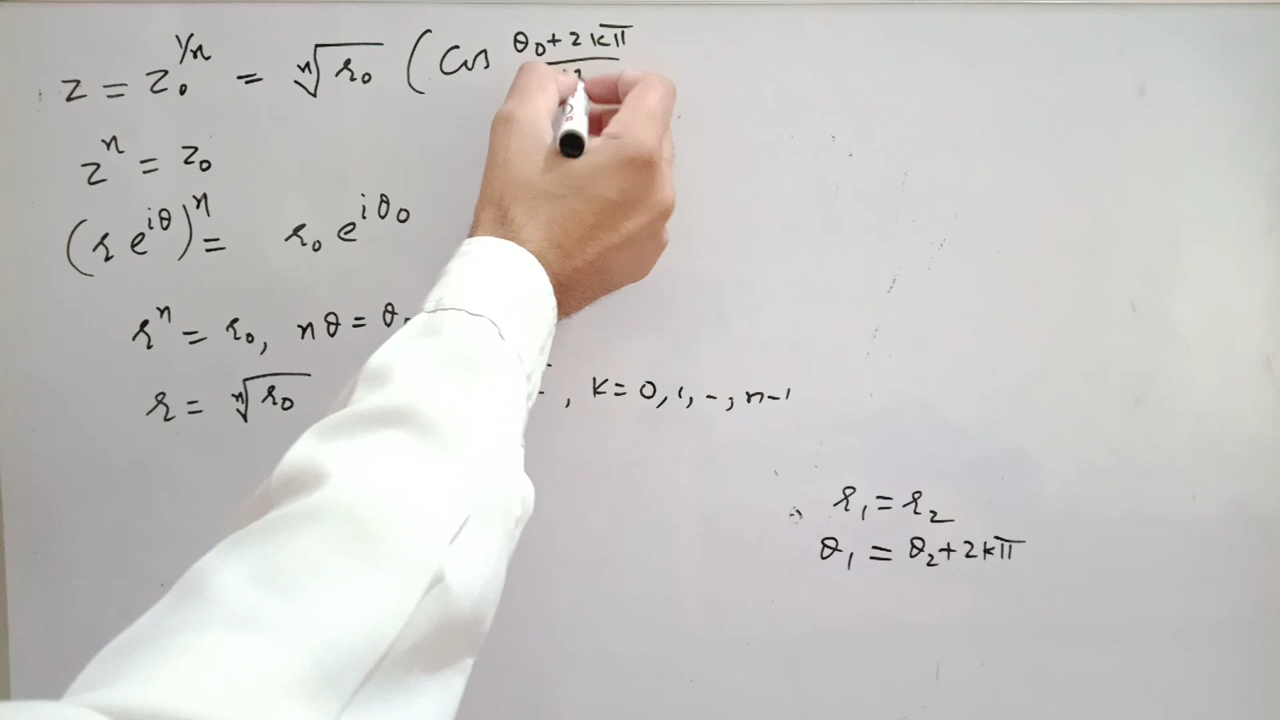 z = z₀^{1/n} = ⁿ√r₀ (Cos θ₀+2kπ
zⁿ = z₀
(r e^{iθ})ⁿ = r₀ e^{iθ₀}
rⁿ = r₀, nθ = θ
r = ⁿ√r₀ , k = 0, 1, -, n-1
r₁ = r₂
θ₁ = θ₂+2kπ